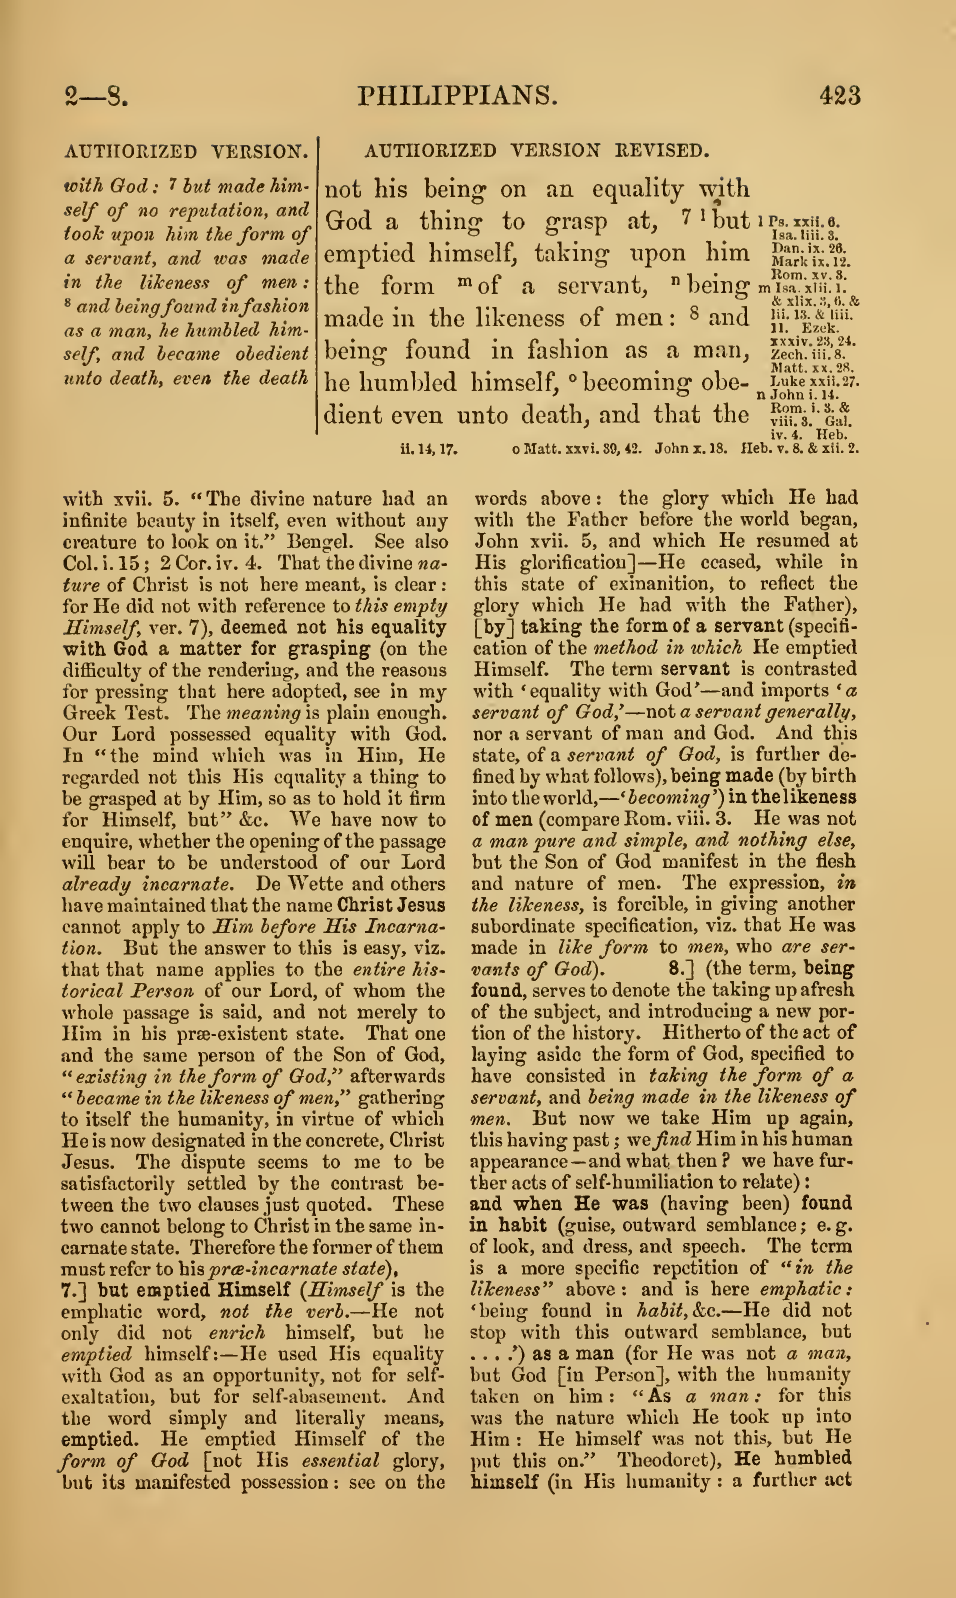 2—8.
PHILIPPIANS.
423
AUTHORIZED VERSION.
with God: 7 but made him-
self of no reputation, and
took upon him the form of
a servant, and was made
in the likeness of men:
8 and being found in fashion
as a man, he humbled him-
self, and became obedient
unto death, even the death
AUTHORIZED VERSION REVISED.
not his being on an equality with
God a thing to grasp at, 7 l but
emptied himself, taking upon him
the form m of a servant, n being
made in the likeness of men: 8 and
being found in fashion as a man,
he humbled himself, o becoming obe-
dient even unto death, and that the
l Ps. xxii. 6.
Isa. liii. 3.
Dan. ix. 26.
Mark ix. 12.
Rom. xv. 3.
m Isa. xlii. 1.
& xlix. 3, 6. &
lii. 13. & liii.
11. Ezek.
xxxiv. 23, 24.
Zech. iii. 8.
Matt. xx. 28.
Luke xxii. 27.
n John i. 14.
Rom. i. 3. &
viii. 3. Gal.
iv. 4. Heb.
ii. 14, 17. o Matt. xxvi. 39, 42. John x. 18. Heb. v. 8. & xii. 2.
with xvii. 5. “The divine nature had an
infinite beauty in itself, even without any
creature to look on it.” Bengel. See also
Col. i. 15; 2 Cor. iv. 4. That the divine na-
ture of Christ is not here meant, is clear:
for He did not with reference to this empty
Himself, ver. 7), deemed not his equality
with God a matter for grasping (on the
difficulty of the rendering, and the reasons
for pressing that here adopted, see in my
Greek Test. The meaning is plain enough.
Our Lord possessed equality with God.
In “the mind which was in Him, He
regarded not this His equality a thing to
be grasped at by Him, so as to hold it firm
for Himself, but” &c. We have now to
enquire, whether the opening of the passage
will bear to be understood of our Lord
already incarnate. De Wette and others
have maintained that the name Christ Jesus
cannot apply to Him before His Incarna-
tion. But the answer to this is easy, viz.
that that name applies to the entire his-
torical Person of our Lord, of whom the
whole passage is said, and not merely to
Him in his præ-existent state. That one
and the same person of the Son of God,
“existing in the form of God,” afterwards
“became in the likeness of men,” gathering
to itself the humanity, in virtue of which
He is now designated in the concrete, Christ
Jesus. The dispute seems to me to be
satisfactorily settled by the contrast be-
tween the two clauses just quoted. These
two cannot belong to Christ in the same in-
carnate state. Therefore the former of them
must refer to his præ-incarnate state),
7.] but emptied Himself (Himself is the
emphatic word, not the verb.—He not
only did not enrich himself, but he
emptied himself:—He used His equality
with God as an opportunity, not for self-
exaltation, but for self-abasement. And
the word simply and literally means,
emptied. He emptied Himself of the
form of God [not His essential glory,
but its manifested possession: see on the
words above: the glory which He had
with the Father before the world began,
John xvii. 5, and which He resumed at
His glorification]—He ceased, while in
this state of exinanition, to reflect the
glory which He had with the Father),
[by] taking the form of a servant (specifi-
cation of the method in which He emptied
Himself. The term servant is contrasted
with ‘equality with God’—and imports ‘a
servant of God,’—not a servant generally,
nor a servant of man and God. And this
state, of a servant of God, is further de-
fined by what follows), being made (by birth
into the world,—‘becoming’) in the likeness
of men (compare Rom. viii. 3. He was not
a man pure and simple, and nothing else,
but the Son of God manifest in the flesh
and nature of men. The expression, in
the likeness, is forcible, in giving another
subordinate specification, viz. that He was
made in like form to men, who are ser-
vants of God). 8.] (the term, being
found, serves to denote the taking up afresh
of the subject, and introducing a new por-
tion of the history. Hitherto of the act of
laying aside the form of God, specified to
have consisted in taking the form of a
servant, and being made in the likeness of
men. But now we take Him up again,
this having past; we find Him in his human
appearance—and what then? we have fur-
ther acts of self-humiliation to relate):
and when He was (having been) found
in habit (guise, outward semblance; e. g.
of look, and dress, and speech. The term
is a more specific repetition of “in the
likeness” above: and is here emphatic:
‘being found in habit, &c.—He did not
stop with this outward semblance, but
. . . .’) as a man (for He was not a man,
but God [in Person], with the humanity
taken on him: “As a man: for this
was the nature which He took up into
Him: He himself was not this, but He
put this on.” Theodoret), He humbled
himself (in His humanity: a further act